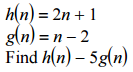 h(n) = 2n + 1
g(n) = n − 2
Find h(n) − 5g(n)